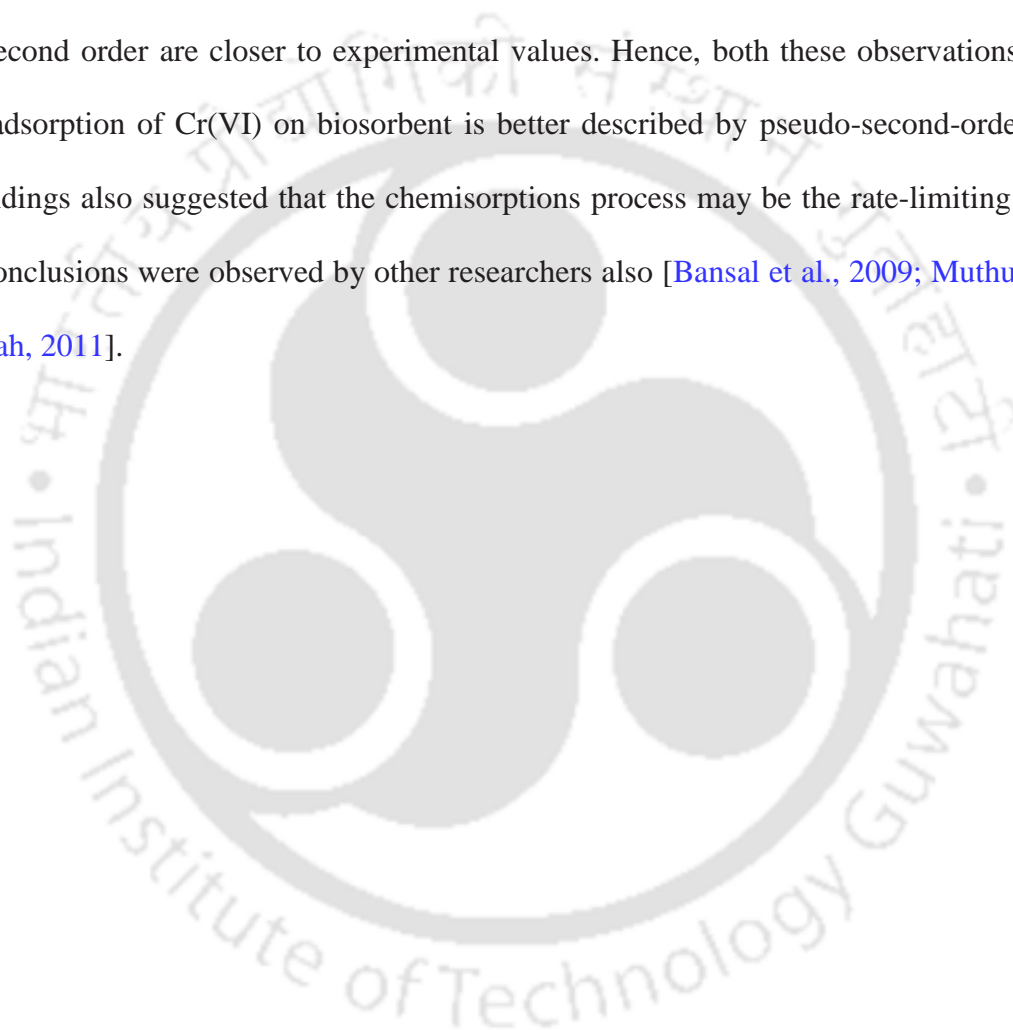 econd order are closer to experimental values. Hence, both these observations
adsorption of Cr(VI) on biosorbent is better described by pseudo-second-orde
dings also suggested that the chemisorptions process may be the rate-limiting
onclusions were observed by other researchers also [Bansal et al., 2009; Muthu
ah, 2011].
भारतीय प्रौद्योगिकी संस्थान गुवाहाटी
• Indian Institute of Technology Guwahati •